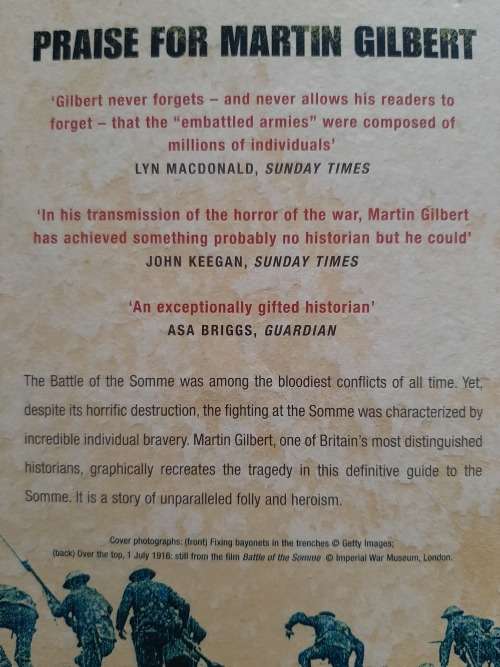 PRAISE FOR MARTIN GILBERT
‘Gilbert never forgets – and never allows his readers to
forget – that the “embattled armies” were composed of
millions of individuals’
LYN MACDONALD, SUNDAY TIMES
‘In his transmission of the horror of the war, Martin Gilbert
has achieved something probably no historian but he could’
JOHN KEEGAN, SUNDAY TIMES
‘An exceptionally gifted historian’
ASA BRIGGS, GUARDIAN
The Battle of the Somme was among the bloodiest conflicts of all time. Yet,
despite its horrific destruction, the fighting at the Somme was characterized by
incredible individual bravery. Martin Gilbert, one of Britain’s most distinguished
historians, graphically recreates the tragedy in this definitive guide to the
Somme. It is a story of unparalleled folly and heroism.
Cover photographs: (front) Fixing bayonets in the trenches © Getty Images;
(back) Over the top, 1 July 1916: still from the film Battle of the Somme © Imperial War Museum, London.